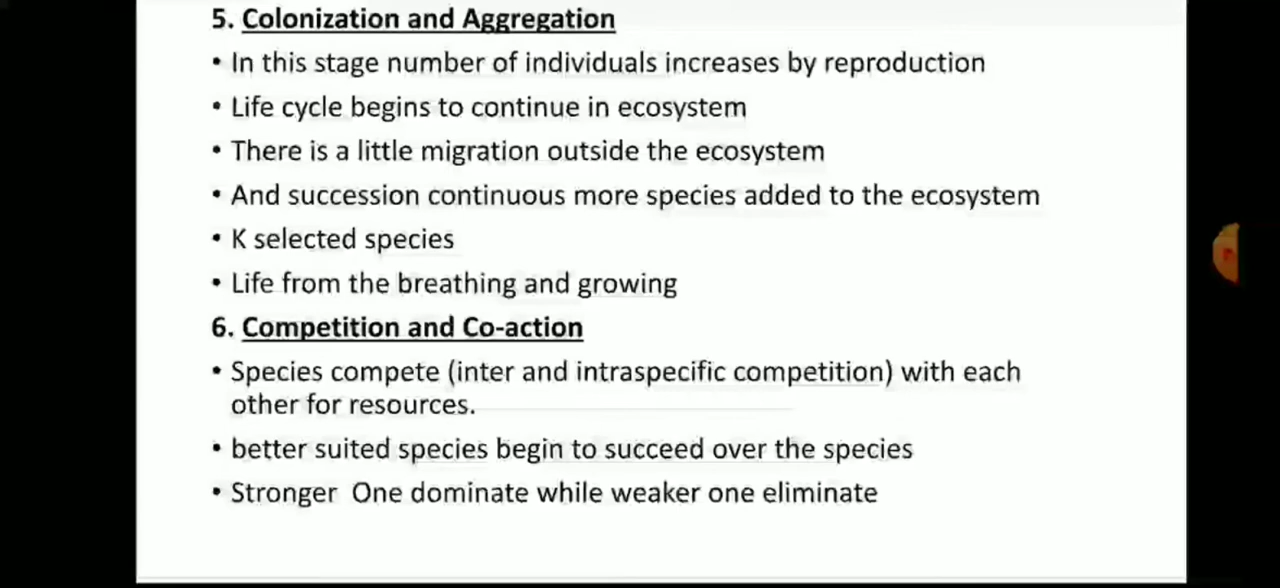 5. Colonization and Aggregation
• In this stage number of individuals increases by reproduction
• Life cycle begins to continue in ecosystem
• There is a little migration outside the ecosystem
• And succession continuous more species added to the ecosystem
• K selected species
• Life from the breathing and growing
6. Competition and Co-action
• Species compete (inter and intraspecific competition) with each
other for resources.
• better suited species begin to succeed over the species
• Stronger One dominate while weaker one eliminate